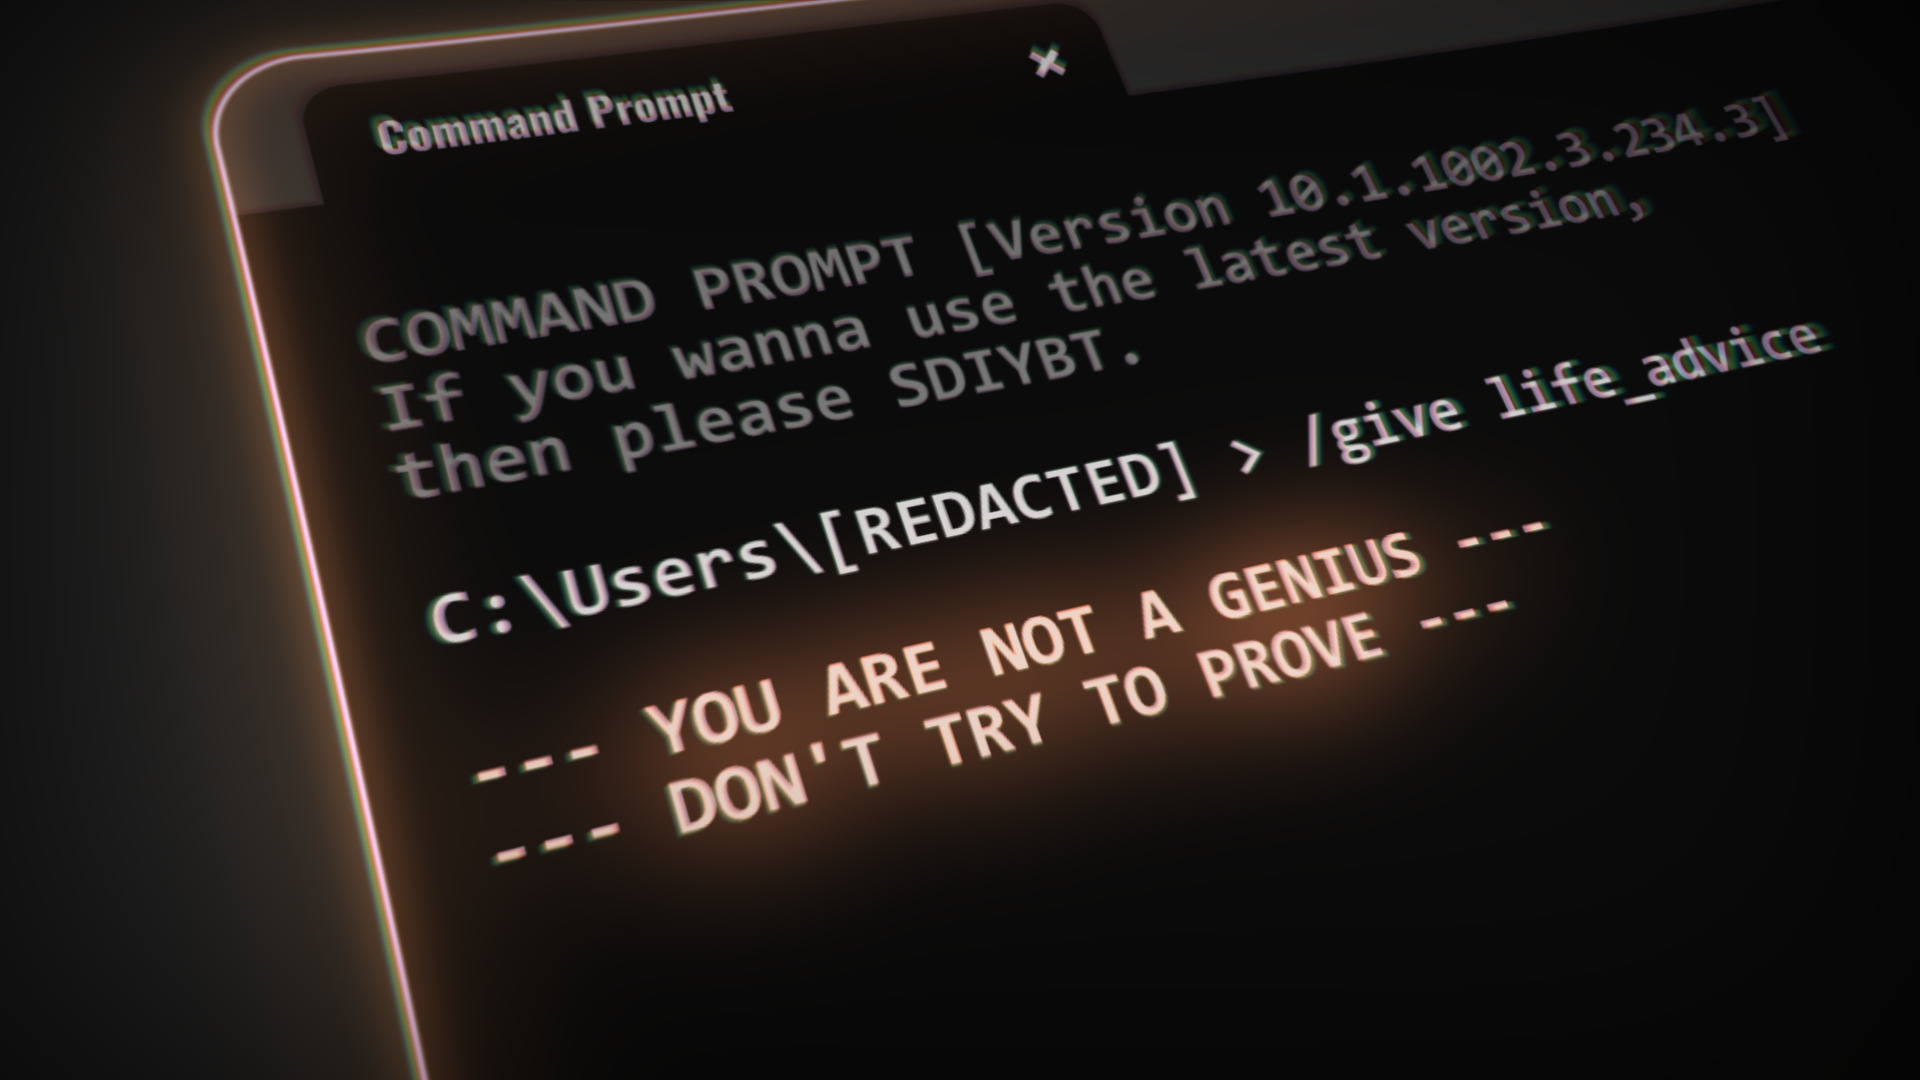 Command Prompt ×
COMMAND PROMPT [Version 10.1.1002.3.234.3]
If you wanna use the latest version,
then please SDIYBT.
C:\Users\[REDACTED] > /give life_advice
--- YOU ARE NOT A GENIUS ---
--- DON'T TRY TO PROVE ---